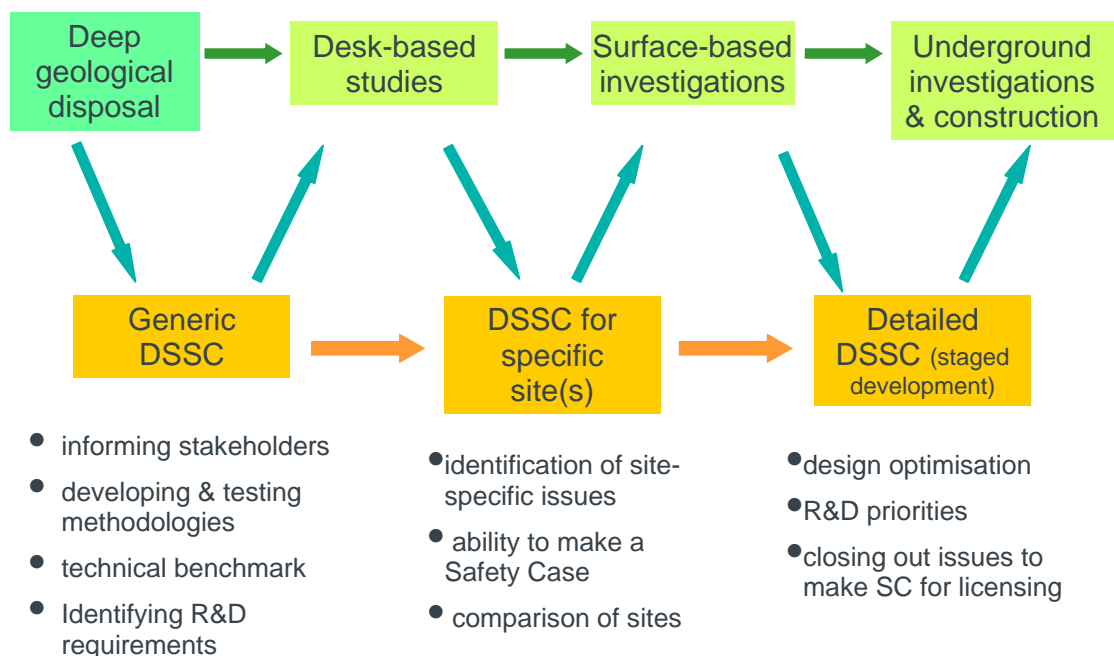 Deep
geological
disposal
Desk-based
studies
Surface-based
investigations
Underground
investigations
& construction
Generic
DSSC
DSSC for
specific
site(s)
Detailed
DSSC (staged
development)
• informing stakeholders
• developing & testing
methodologies
• technical benchmark
• Identifying R&D
requirements
•identification of site-
specific issues
• ability to make a
Safety Case
• comparison of sites
•design optimisation
•R&D priorities
•closing out issues to
make SC for licensing